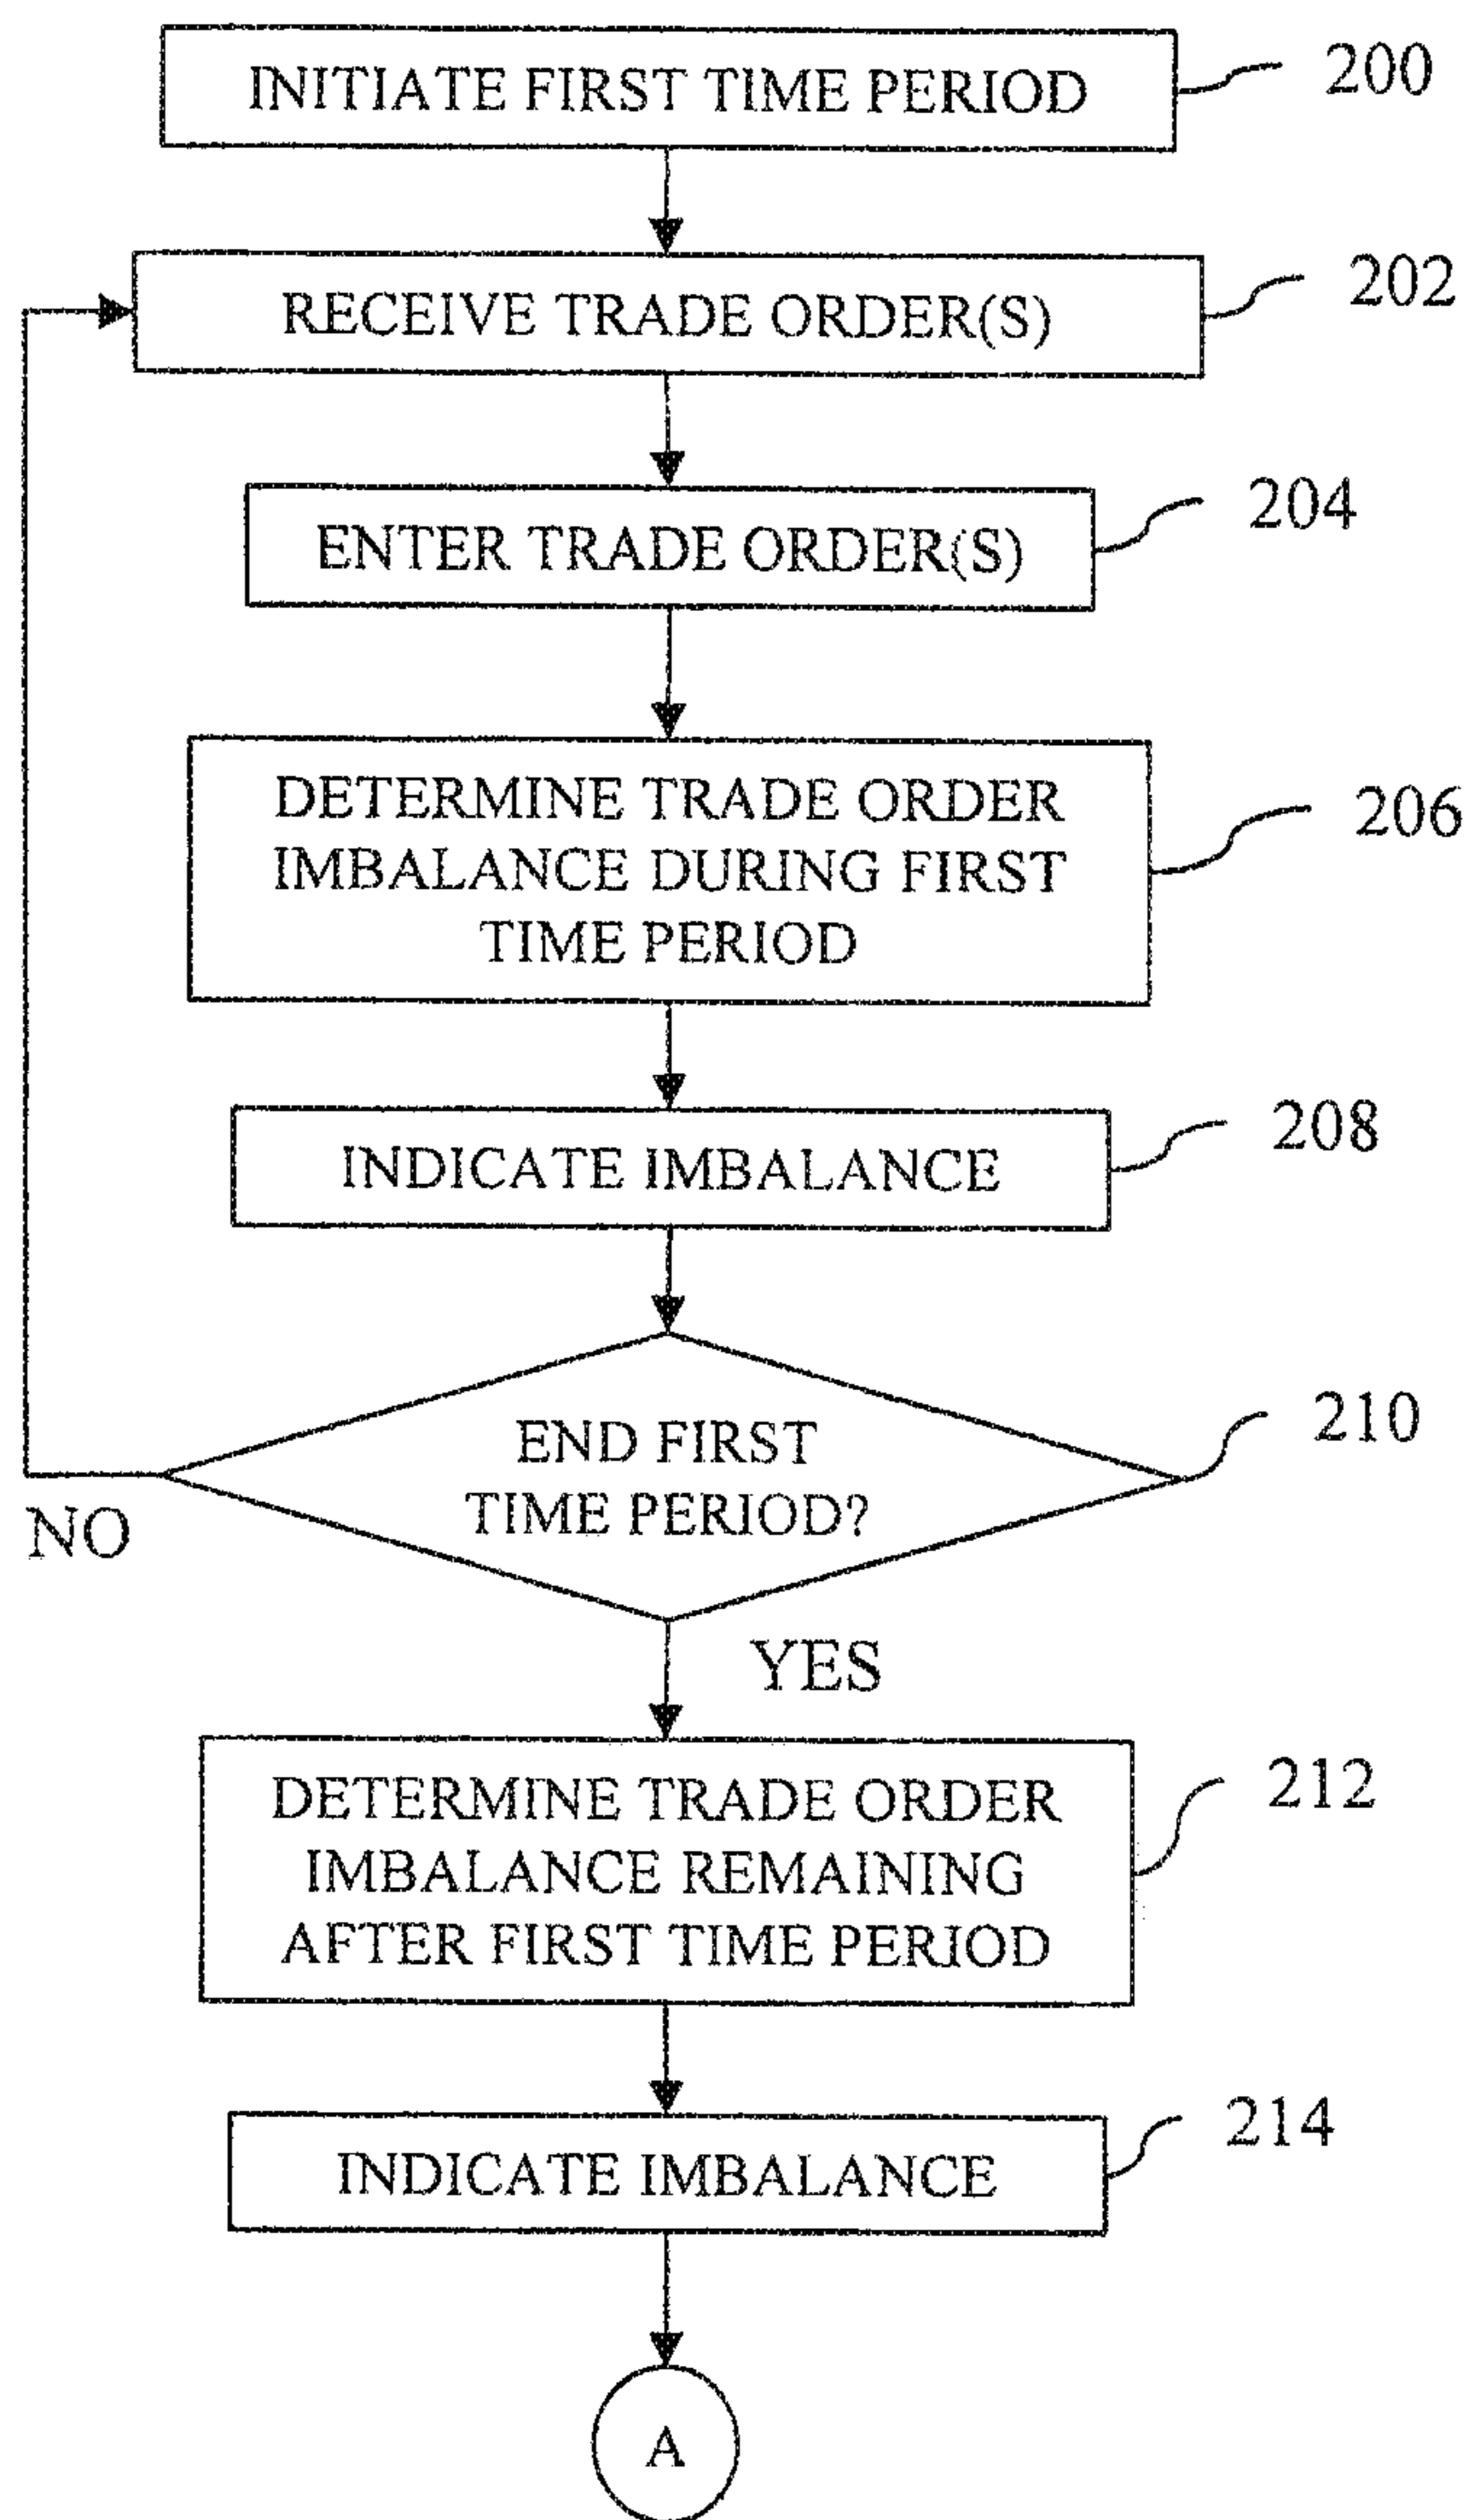 INITIATE FIRST TIME PERIOD
200
RECEIVE TRADE ORDER(S)
202
ENTER TRADE ORDER(S)
204
DETERMINE TRADE ORDER
IMBALANCE DURING FIRST
TIME PERIOD
206
INDICATE IMBALANCE
208
END FIRST
TIME PERIOD?
210
NO
YES
DETERMINE TRADE ORDER
IMBALANCE REMAINING
AFTER FIRST TIME PERIOD
212
INDICATE IMBALANCE
214
A